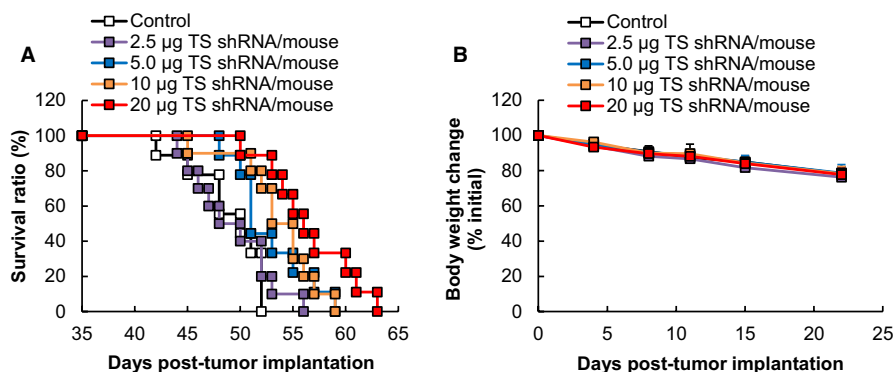 A
Control
2.5 µg TS shRNA/mouse
5.0 µg TS shRNA/mouse
10 µg TS shRNA/mouse
20 µg TS shRNA/mouse
Survival ratio (%)
120
100
80
60
40
20
0
35 40 45 50 55 60 65
Days post-tumor implantation
B
Control
2.5 µg TS shRNA/mouse
5.0 µg TS shRNA/mouse
10 µg TS shRNA/mouse
20 µg TS shRNA/mouse
Body weight change
(% initial)
120
100
80
60
40
20
0
0 5 10 15 20 25
Days post-tumor implantation